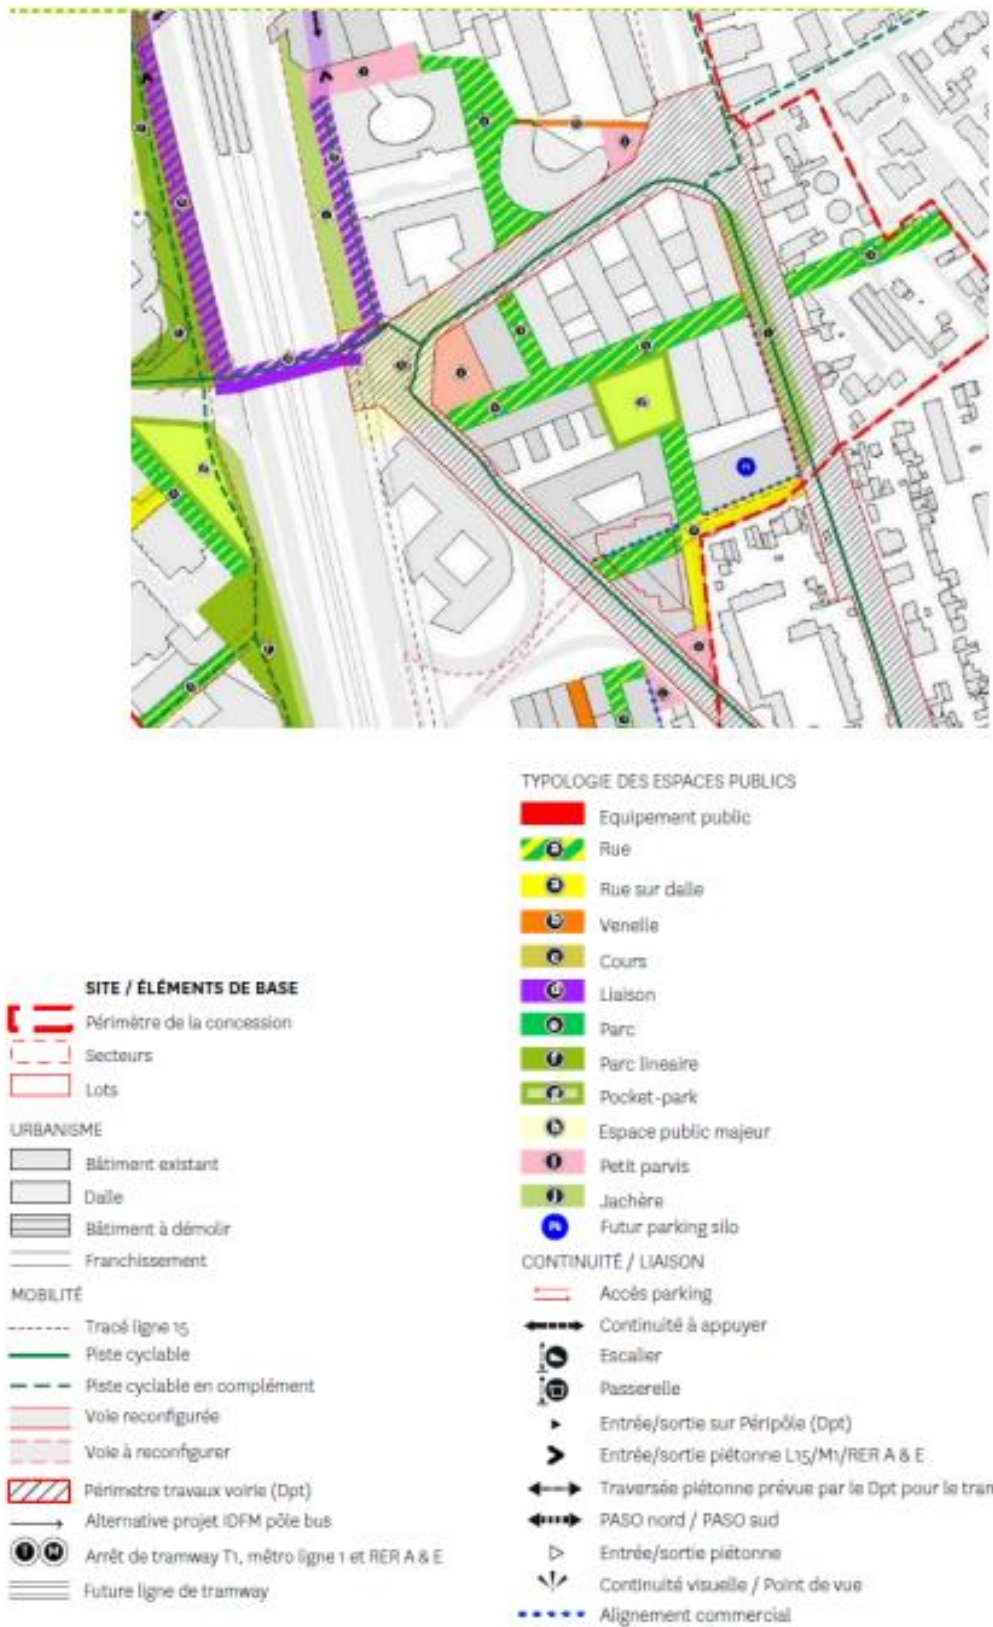 TYPOLOGIE DES ESPACES PUBLICS
Equipement public
a Rue
a Rue sur dalle
b Venelle
c Cours
d Liaison
e Parc
f Parc lineaire
Pocket-park
h Espace public majeur
i Petit parvis
j Jachère
Futur parking silo
SITE / ÉLÉMENTS DE BASE
Périmètre de la concession
Secteurs
Lots
URBANISME
Bâtiment existant
Dalle
Bâtiment à démolir
Franchissement
MOBILITÉ
Tracé ligne 15
Piste cyclable
Piste cyclable en complément
Voie reconfigurée
Voie à reconfigurer
Périmetre travaux voirie (Dpt)
Alternative projet IDFM pôle bus
T M Arrêt de tramway T1, métro ligne 1 et RER A & E
Future ligne de tramway
CONTINUITÉ / LIAISON
Accès parking
Continuité à appuyer
Escalier
Passerelle
Entrée/sortie sur Péripôle (Dpt)
Entrée/sortie piétonne L15/M1/RER A & E
Traversée piétonne prévue par le Dpt pour le tram
PASO nord / PASO sud
Entrée/sortie piétonne
Continuité visuelle / Point de vue
Alignement commercial